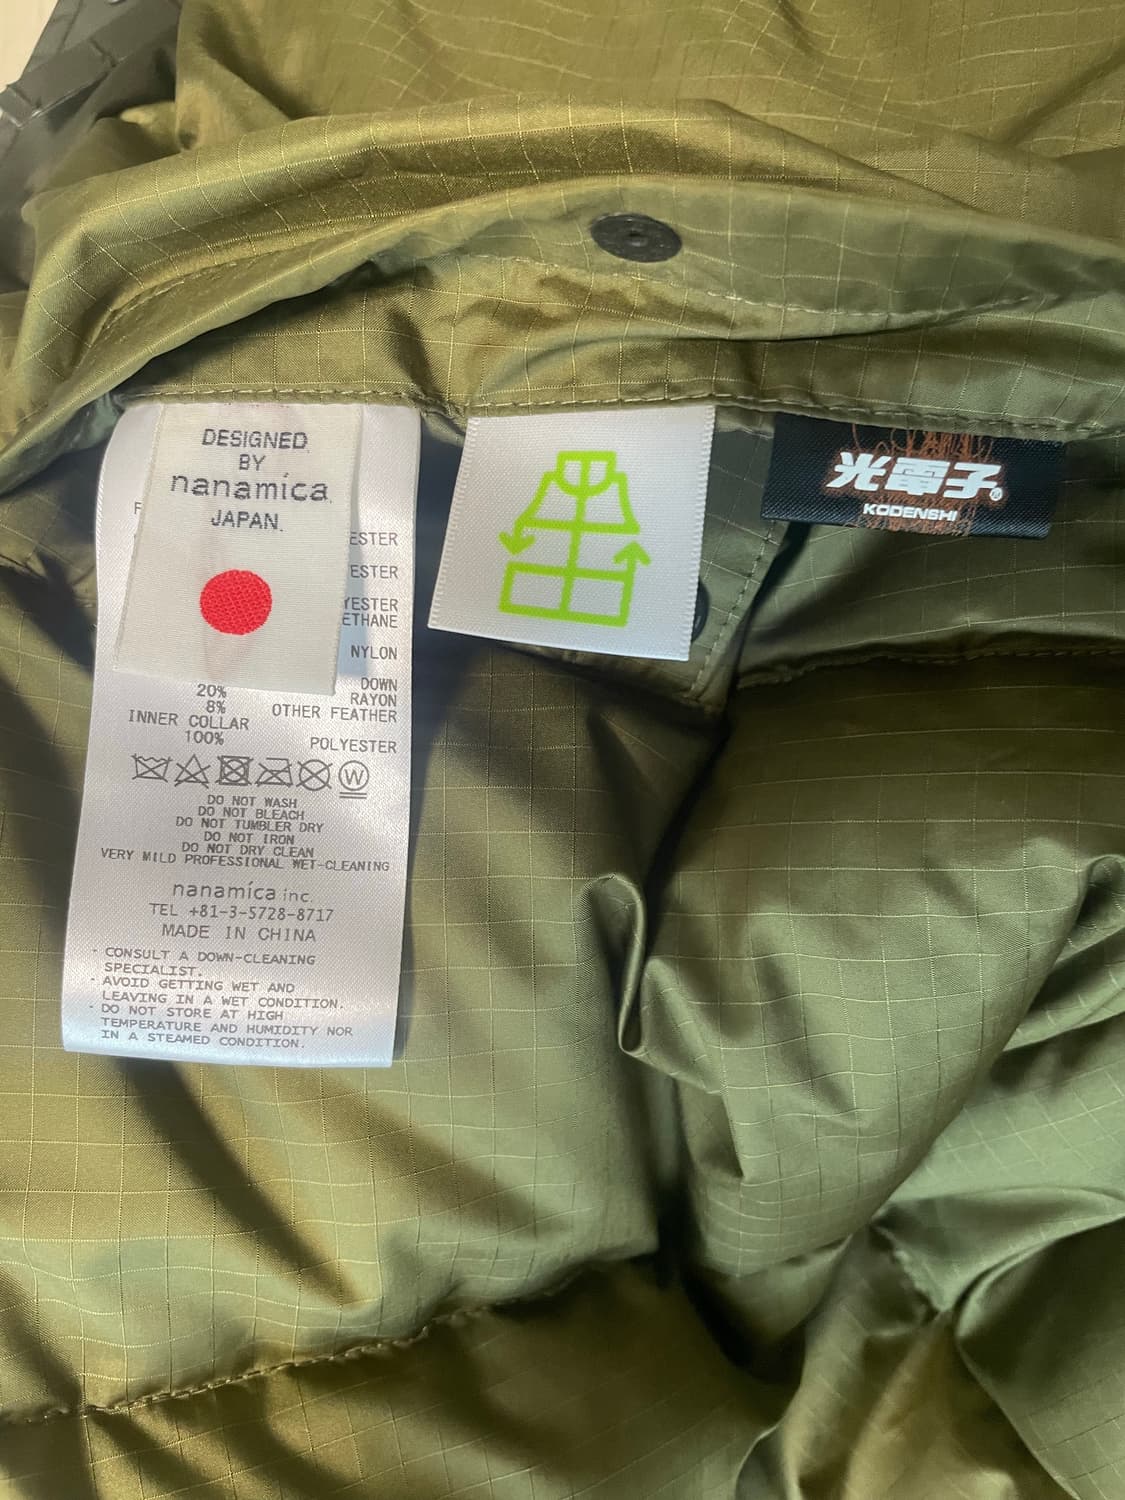 DESIGNED
BY
nanamica
JAPAN.
ESTER
ESTER
YESTER
ETHANE
NYLON
DOWN
20% RAYON
8% OTHER FEATHER
INNER COLLAR
100% POLYESTER
W
DO NOT WASH
DO NOT BLEACH
DO NOT TUMBLER DRY
DO NOT IRON
DO NOT DRY CLEAN
VERY MILD PROFESSIONAL WET-CLEANING
nanamica inc.
TEL +81-3-5728-8717
MADE IN CHINA
・CONSULT A DOWN-CLEANING
SPECIALIST.
・AVOID GETTING WET AND
LEAVING IN A WET CONDITION.
・DO NOT STORE AT HIGH
TEMPERATURE AND HUMIDITY NOR
IN A STEAMED CONDITION.
光電子®
KODENSHI